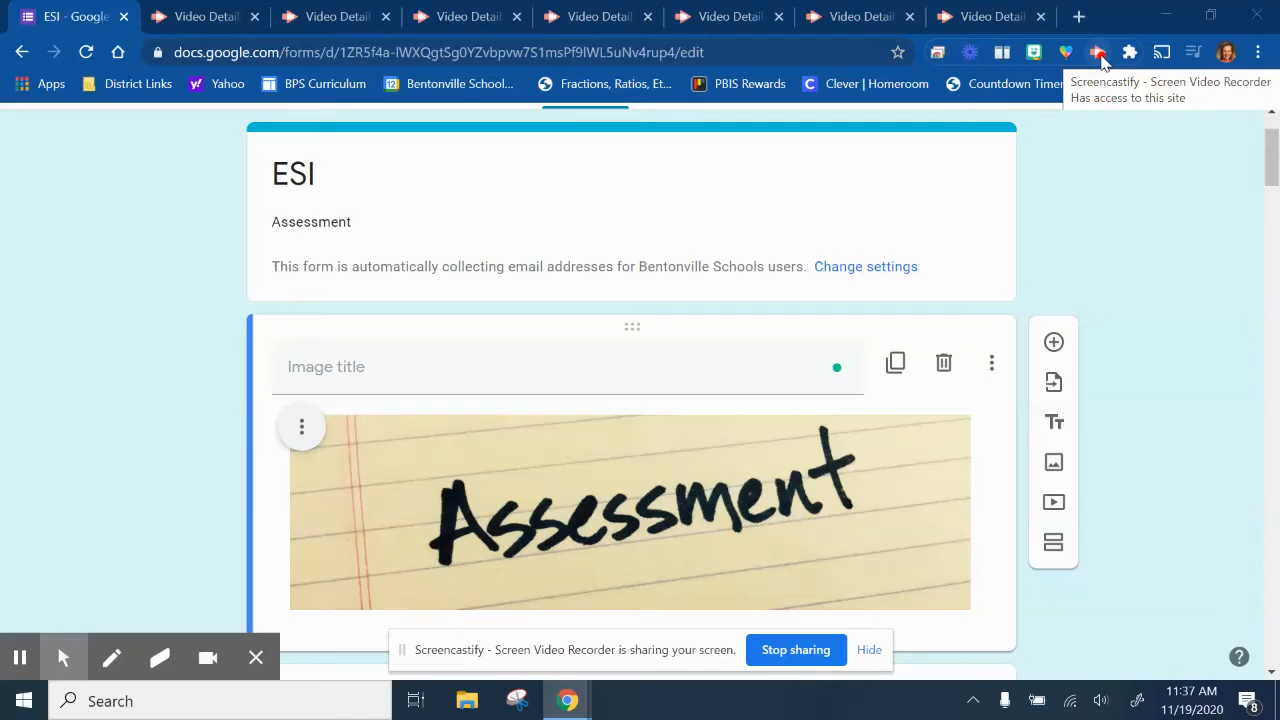 ESI - Google
Video Detail
Video Detail
Video Detail
Video Detail
Video Detail
Video Detail
Video Detail
docs.google.com/forms/d/1ZR5f4a-IWXQgtSg0YZvbpvw7S1msPf9lWL5uNv4rup4/edit
Apps
District Links
Yahoo
BPS Curriculum
Bentonville School...
Fractions, Ratios, Et...
PBIS Rewards
Clever | Homeroom
Countdown Timer
Screencastify - Screen Video Recorder
Has access to this site
ESI
Assessment
This form is automatically collecting email addresses for Bentonville Schools users. Change settings
Image title
Assessment
Screencastify - Screen Video Recorder is sharing your screen.
Stop sharing
Hide
Search
11:37 AM
11/19/2020
8